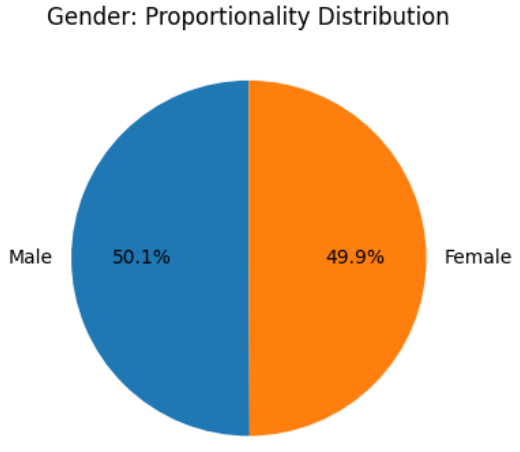 Gender: Proportionality Distribution
Male
50.1%
49.9%
Female